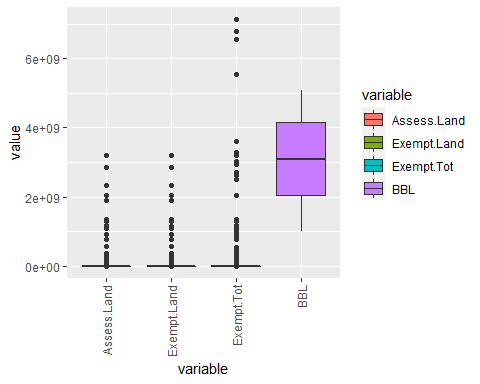 6e+09
4e+09
2e+09
0e+00
value
Assess.Land
Exempt.Land
Exempt.Tot
BBL
variable
variable
Assess.Land
Exempt.Land
Exempt.Tot
BBL